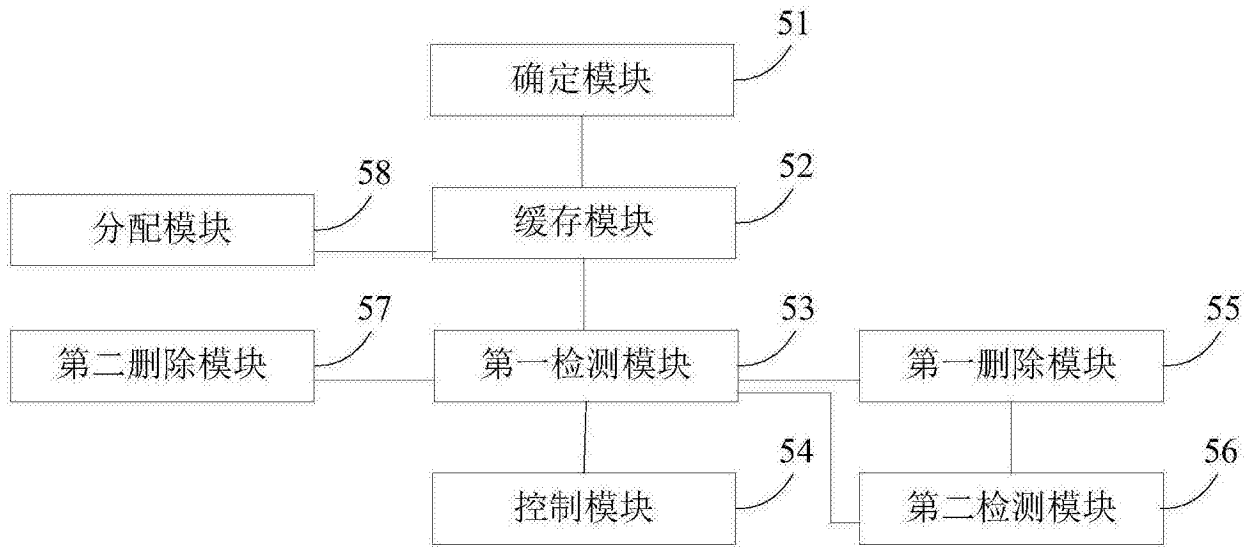 51
确定模块
58
52
分配模块
缓存模块
57
53
55
第二删除模块
第一检测模块
第一删除模块
54
56
控制模块
第二检测模块